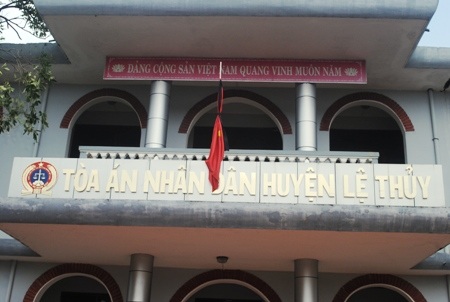 ĐẢNG CỘNG SẢN VIỆT NAM QUANG VINH MUÔN NĂM
TÒA ÁN NHÂN DÂN HUYỆN LỆ THỦY